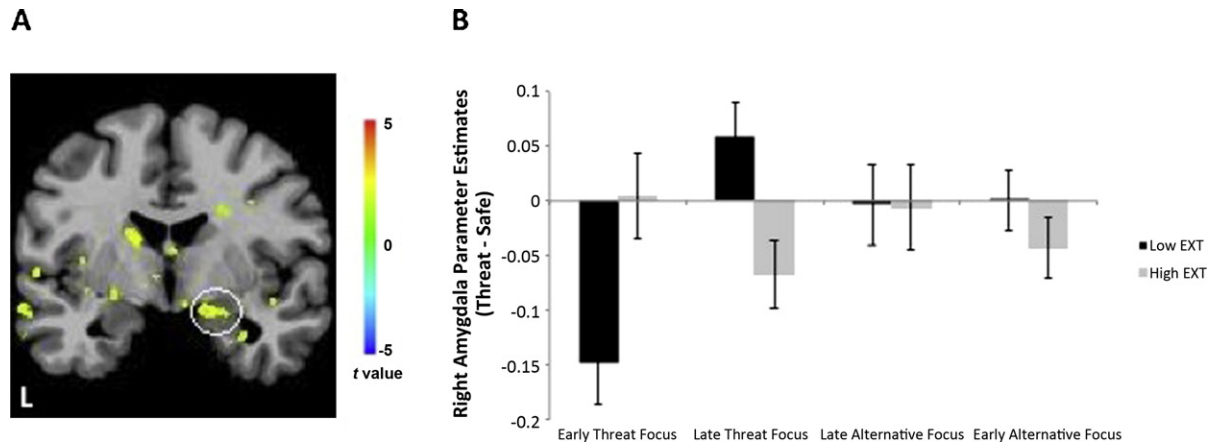 A
5
0
-5
t value
L
B
Right Amygdala Parameter Estimates
(Threat - Safe)
0.1
0.05
0
-0.05
-0.1
-0.15
-0.2
Early Threat Focus
Late Threat Focus
Late Alternative Focus
Early Alternative Focus
Low EXT
High EXT